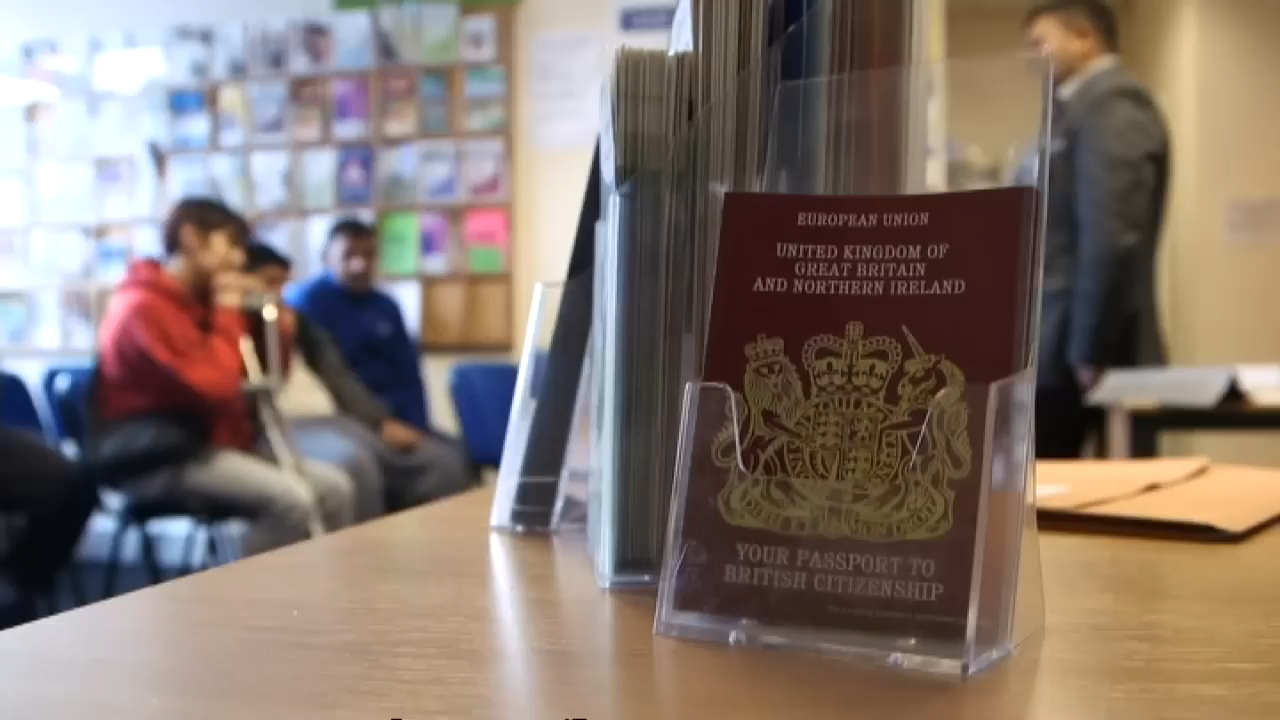 EUROPEAN UNION
UNITED KINGDOM OF
GREAT BRITAIN
AND NORTHERN IRELAND
YOUR PASSPORT TO
BRITISH CITIZENSHIP